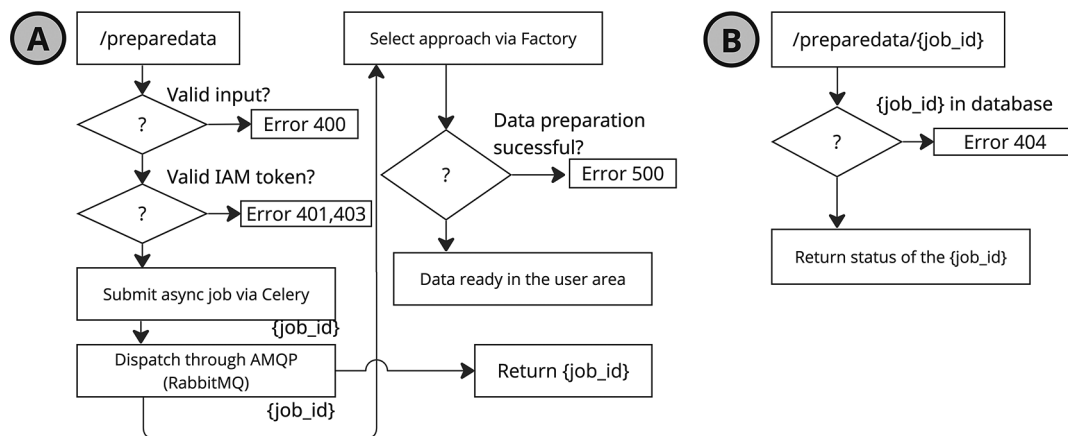 A
/preparedata
Valid input?
?
Error 400
Valid IAM token?
?
Error 401,403
Submit async job via Celery
{job_id}
Dispatch through AMQP
(RabbitMQ)
{job_id}
Return {job_id}
Select approach via Factory
Data preparation
sucessful?
?
Error 500
Data ready in the user area
B
/preparedata/{job_id}
{job_id} in database
?
Error 404
Return status of the {job_id}